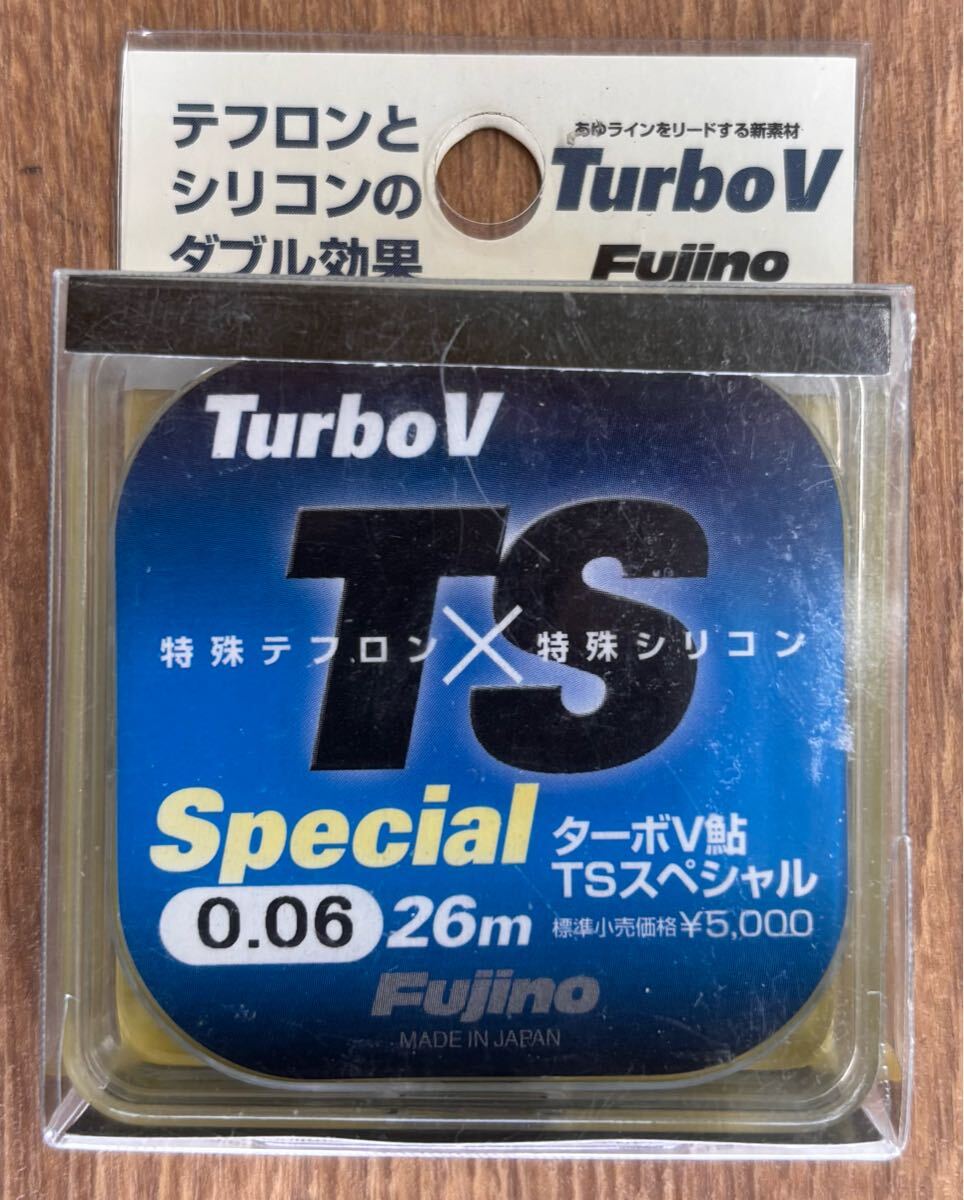 テフロンと
シリコンの
ダブル効果
あゆラインをリードする新素材
TurboV
Fujino
TurboV
TS
特殊テフロン×特殊シリコン
Special
ターボV鮎
TSスペシャル
0.06 26m
標準小売価格¥5,000
Fujino
MADE IN JAPAN